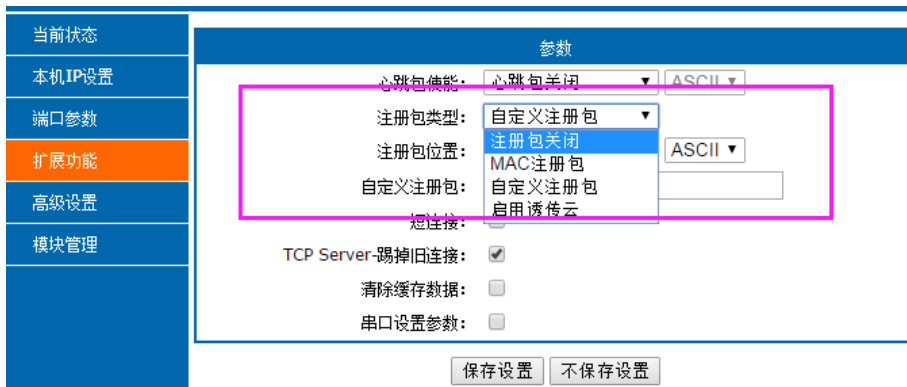 当前状态
本机IP设置
端口参数
扩展功能
高级设置
模块管理
参数
心跳包使能： 心跳包关闭 ASCII
注册包类型： 自定义注册包
注册包关闭
注册包位置： ASCII
MAC注册包
自定义注册包： 自定义注册包
启用透传云
短连接：
TCP Server-踢掉旧连接：
清除缓存数据：
串口设置参数：
保存设置 不保存设置